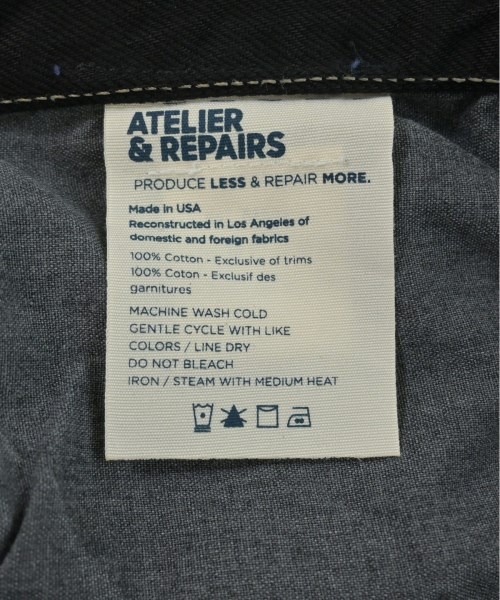 ATELIER
& REPAIRS
PRODUCE LESS & REPAIR MORE.
Made in USA
Reconstructed in Los Angeles of
domestic and foreign fabrics
100% Cotton - Exclusive of trims
100% Coton - Exclusif des
garnitures
MACHINE WASH COLD
GENTLE CYCLE WITH LIKE
COLORS / LINE DRY
DO NOT BLEACH
IRON / STEAM WITH MEDIUM HEAT